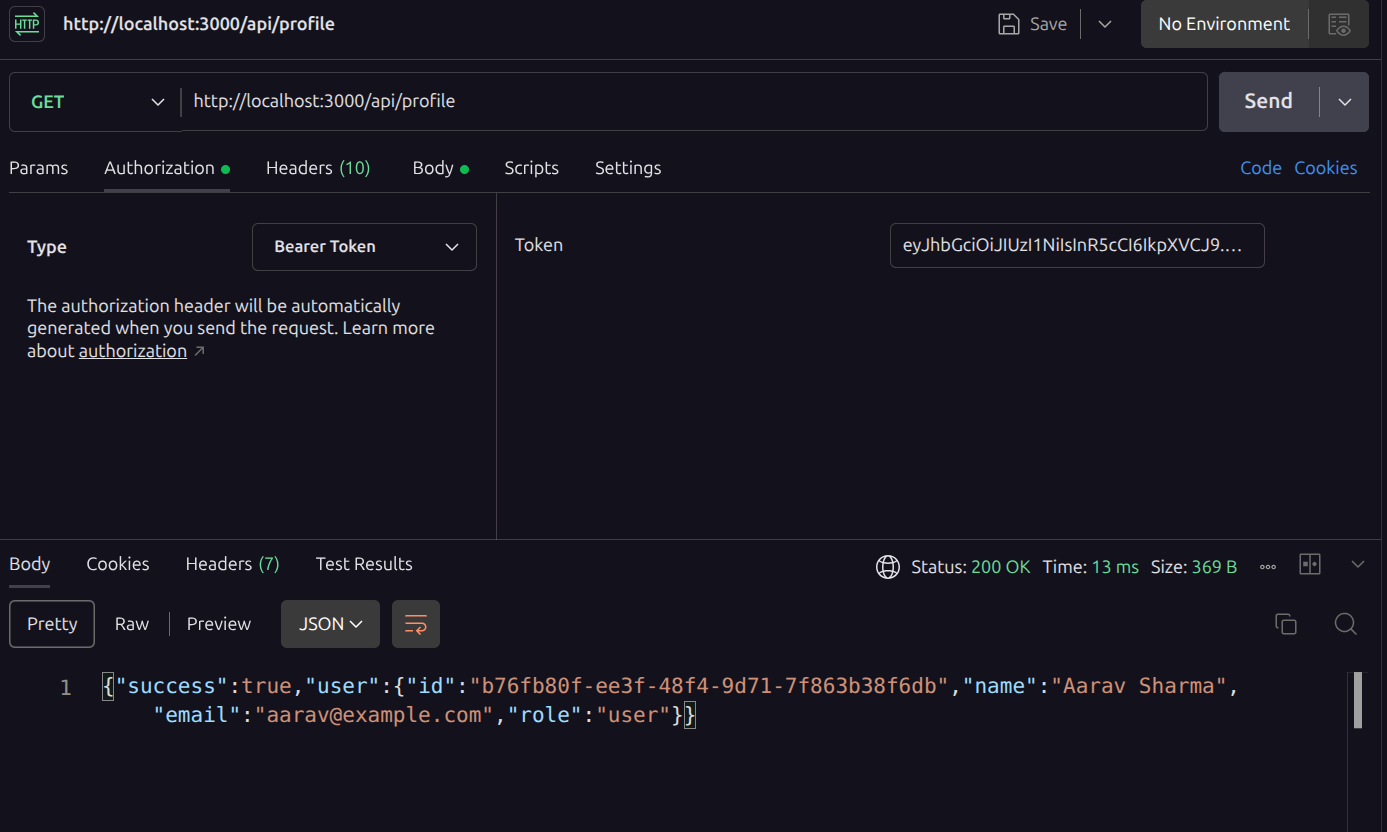 HTTP http://localhost:3000/api/profile Save No Environment
GET http://localhost:3000/api/profile Send
Params Authorization Headers (10) Body Scripts Settings Code Cookies
Type Bearer Token Token eyJhbGciOiJIUzI1NiIsInR5cCI6IkpXVCJ9....
The authorization header will be automatically
generated when you send the request. Learn more
about authorization
Body Cookies Headers (7) Test Results Status: 200 OK Time: 13 ms Size: 369 B
Pretty Raw Preview JSON
1 {"success":true,"user":{"id":"b76fb80f-ee3f-48f4-9d71-7f863b38f6db","name":"Aarav Sharma",
"email":"aarav@example.com","role":"user"}}